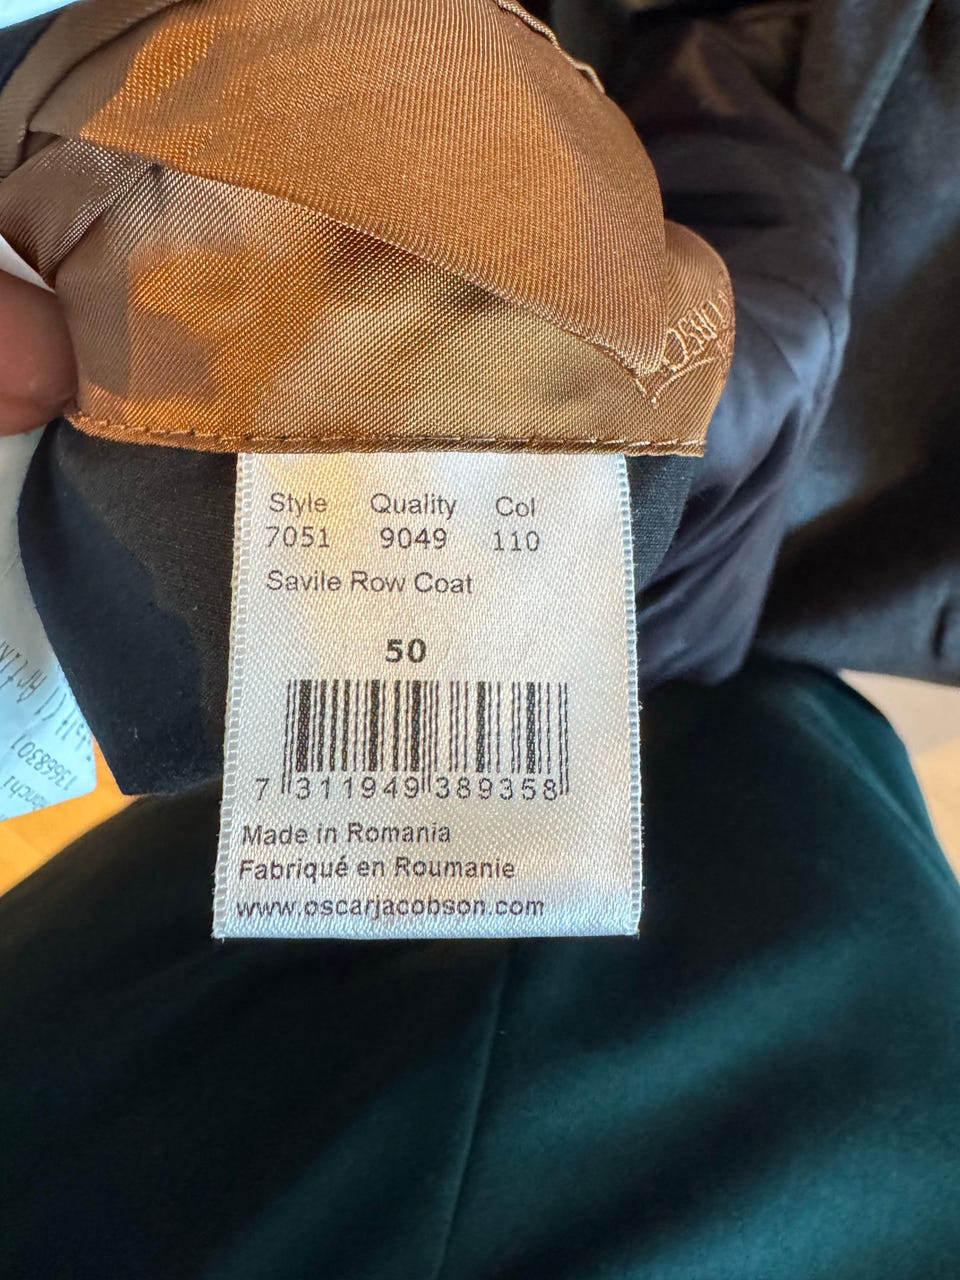 Style Quality Col
7051 9049 110
Savile Row Coat
50
7 311949 389358
Made in Romania
Fabriqué en Roumanie
www.oscarjacobson.com
13668301